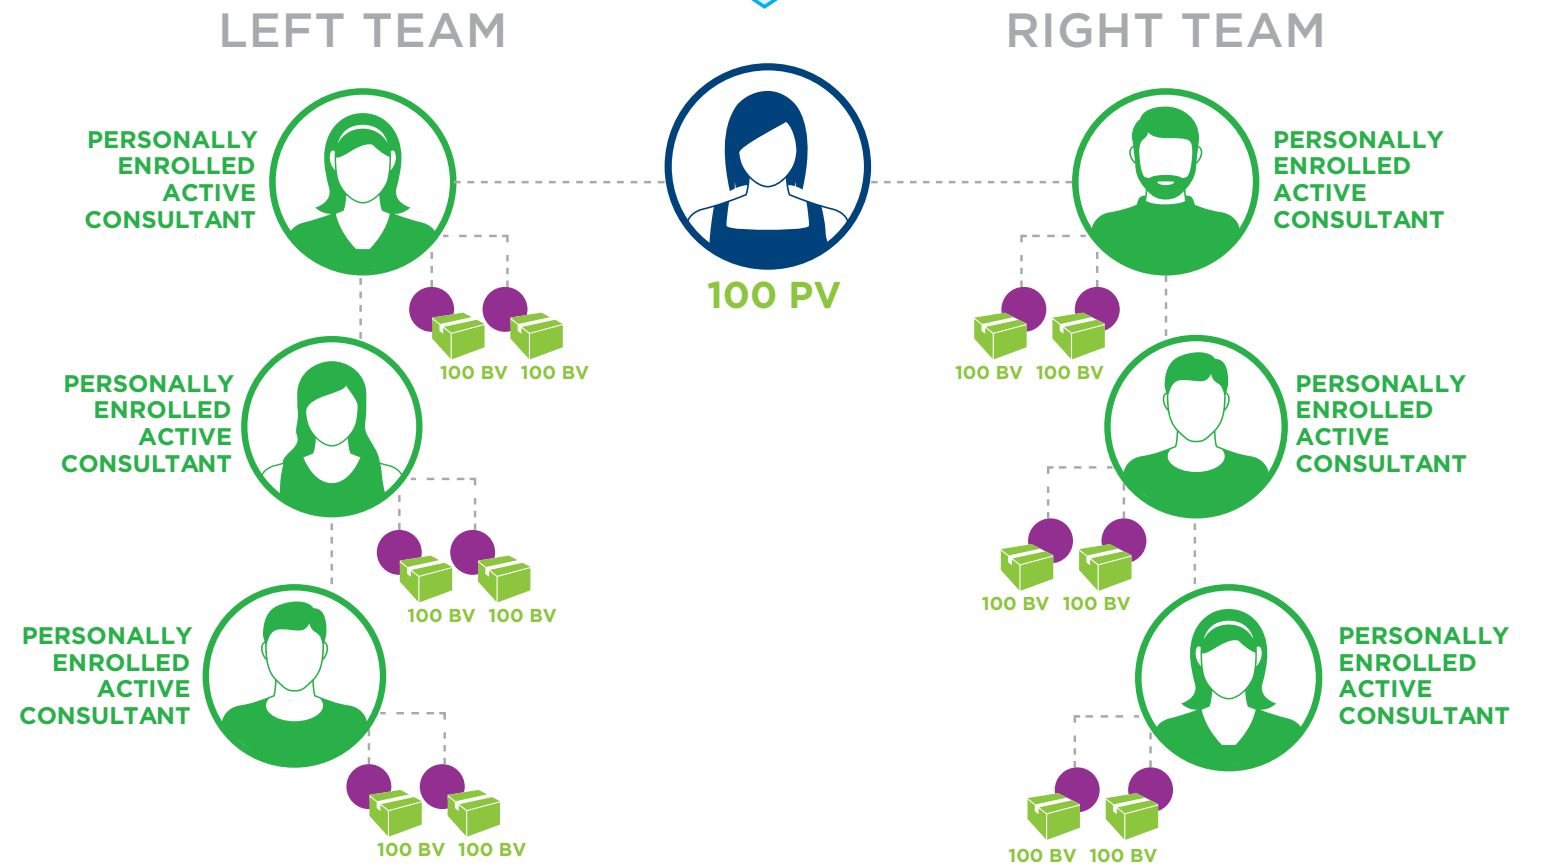 LEFT TEAM
RIGHT TEAM
PERSONALLY
ENROLLED
ACTIVE
CONSULTANT
PERSONALLY
ENROLLED
ACTIVE
CONSULTANT
100 PV
100 BV 100 BV
100 BV 100 BV
PERSONALLY
ENROLLED
ACTIVE
CONSULTANT
PERSONALLY
ENROLLED
ACTIVE
CONSULTANT
100 BV 100 BV
100 BV 100 BV
PERSONALLY
ENROLLED
ACTIVE
CONSULTANT
PERSONALLY
ENROLLED
ACTIVE
CONSULTANT
100 BV 100 BV
100 BV 100 BV